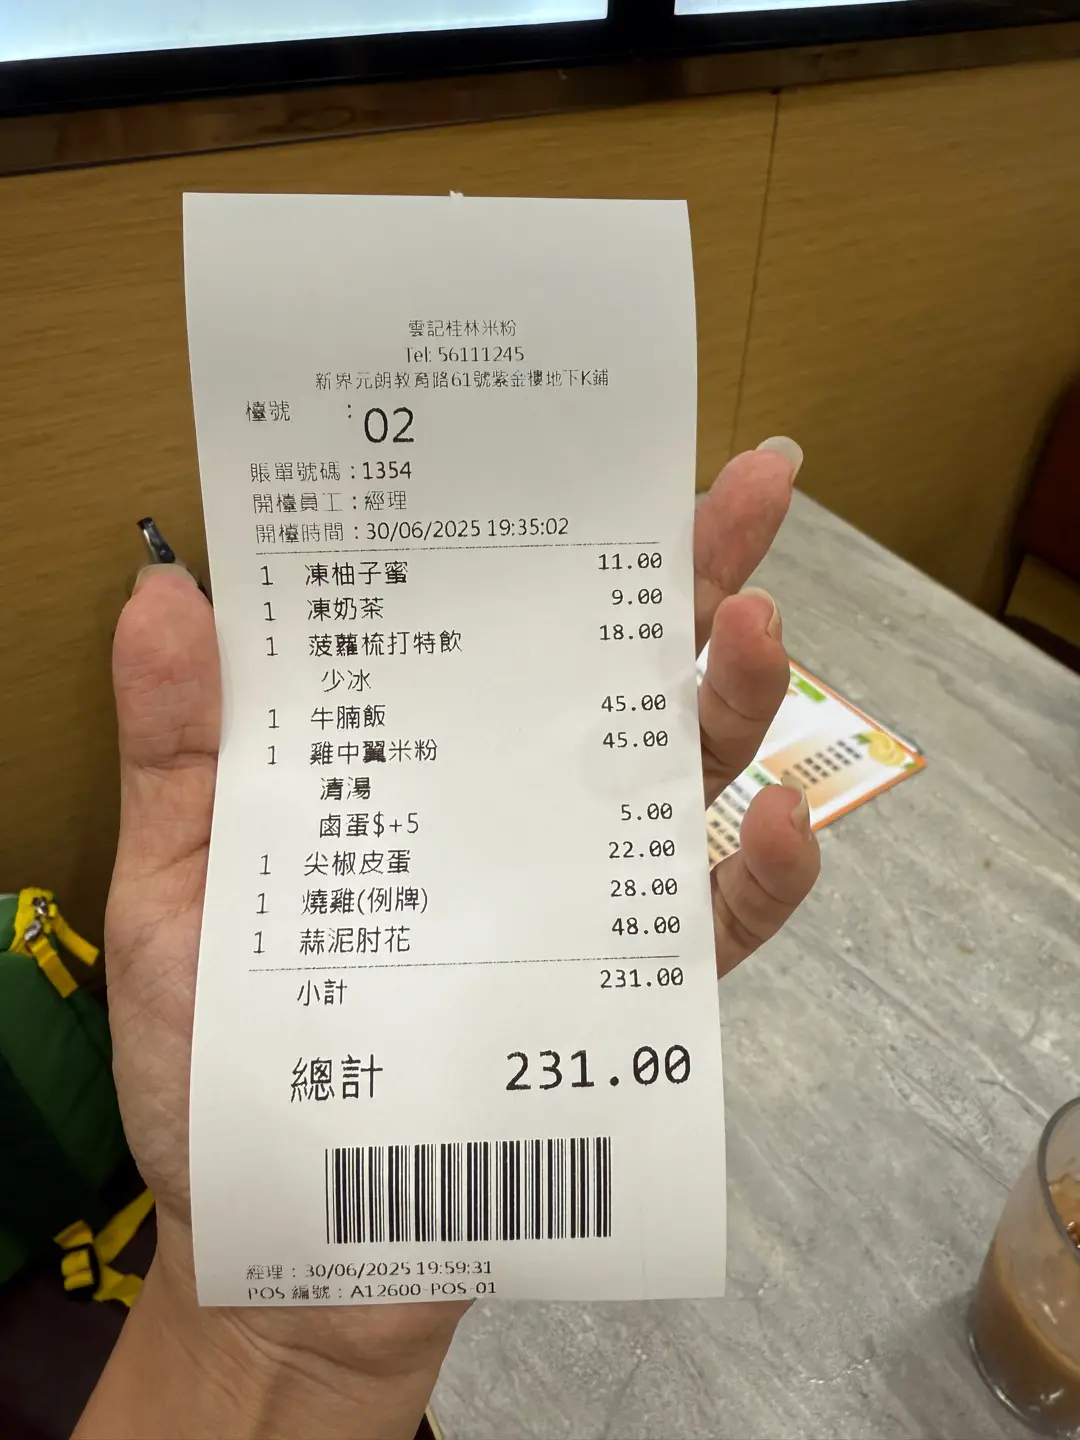 雲記桂林米粉
Tel: 56111245
新界元朗教育路61號紫金樓地下K鋪
檯號 : 02
賬單號碼 : 1354
開檯員工 : 經理
開檯時間 : 30/06/2025 19:35:02
1 凍柚子蜜 11.00
1 凍奶茶 9.00
1 菠蘿梳打特飲 18.00
少冰
1 牛腩飯 45.00
1 雞中翼米粉 45.00
清湯
鹵蛋$+5 5.00
1 尖椒皮蛋 22.00
1 燒雞(例牌) 28.00
1 蒜泥肘花 48.00
小計 231.00
總計 231.00
經理 : 30/06/2025 19:59:31
POS 編號 : A12600-POS-01